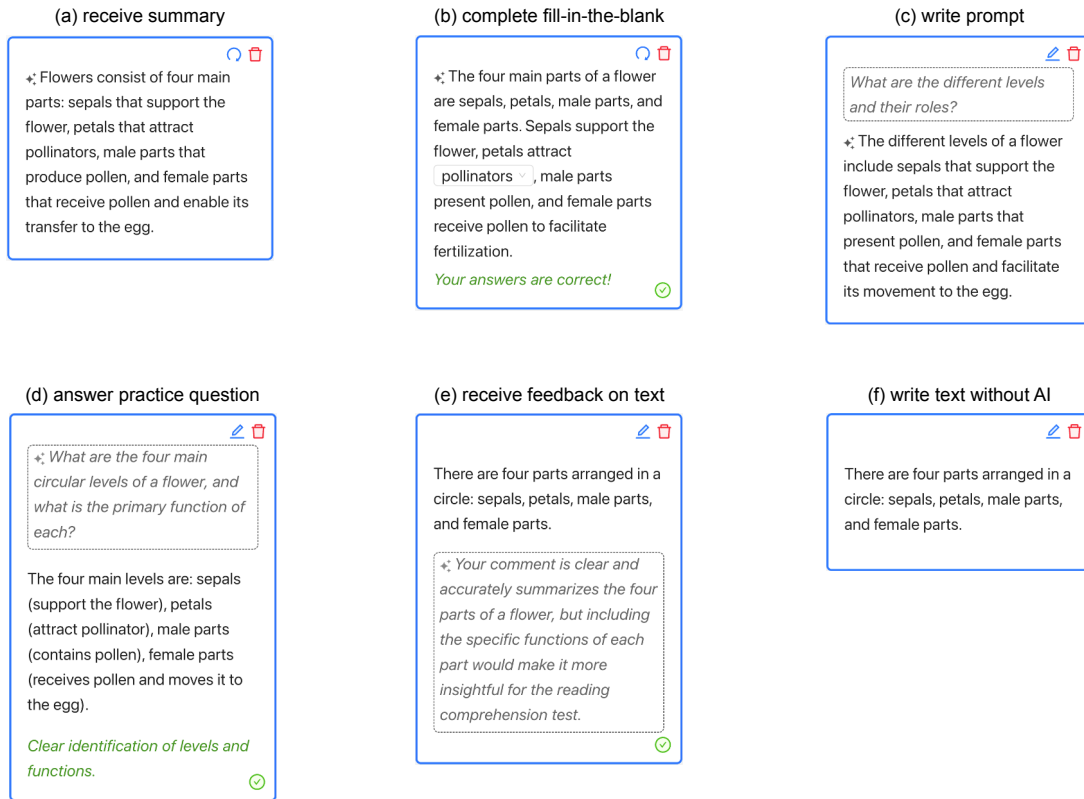 (a) receive summary
Flowers consist of four main
parts: sepals that support the
flower, petals that attract
pollinators, male parts that
produce pollen, and female parts
that receive pollen and enable its
transfer to the egg.
(b) complete fill-in-the-blank
The four main parts of a flower
are sepals, petals, male parts, and
female parts. Sepals support the
flower, petals attract
pollinators , male parts
present pollen, and female parts
receive pollen to facilitate
fertilization.
Your answers are correct!
(c) write prompt
What are the different levels
and their roles?
The different levels of a flower
include sepals that support the
flower, petals that attract
pollinators, male parts that
present pollen, and female parts
that receive pollen and facilitate
its movement to the egg.
(d) answer practice question
What are the four main
circular levels of a flower, and
what is the primary function of
each?
The four main levels are: sepals
(support the flower), petals
(attract pollinator), male parts
(contains pollen), female parts
(receives pollen and moves it to
the egg).
Clear identification of levels and
functions.
(e) receive feedback on text
There are four parts arranged in a
circle: sepals, petals, male parts,
and female parts.
Your comment is clear and
accurately summarizes the four
parts of a flower, but including
the specific functions of each
part would make it more
insightful for the reading
comprehension test.
(f) write text without AI
There are four parts arranged in a
circle: sepals, petals, male parts,
and female parts.